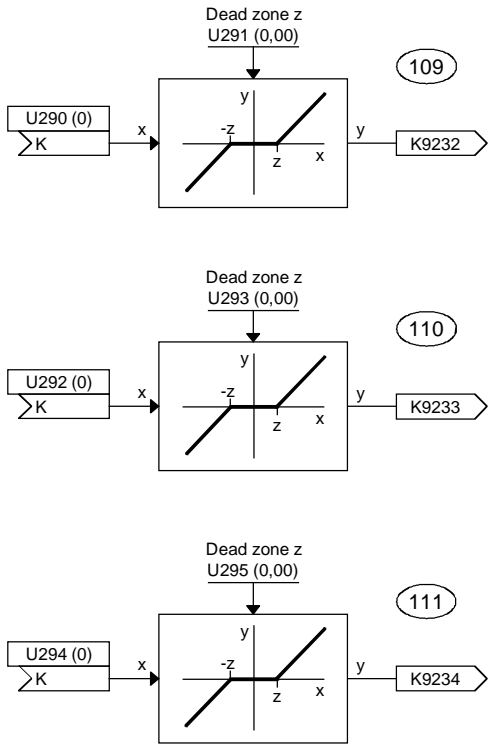 Dead zone z
U291 (0,00)
109
U290 (0)
K
x
y
-z
z
x
y
K9232
Dead zone z
U293 (0,00)
110
U292 (0)
K
x
y
-z
z
x
y
K9233
Dead zone z
U295 (0,00)
111
U294 (0)
K
x
y
-z
z
x
y
K9234